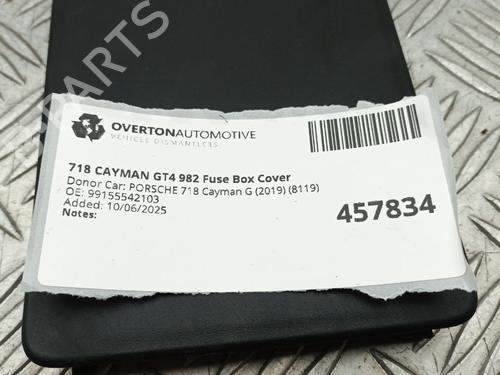 PARTS
OVERTONAUTOMOTIVE
VEHICLE DISMANTLERS
718 CAYMAN GT4 982 Fuse Box Cover
Donor Car: PORSCHE 718 Cayman G (2019) (8119)
OE: 99155542103
Added: 10/06/2025
Notes:
457834